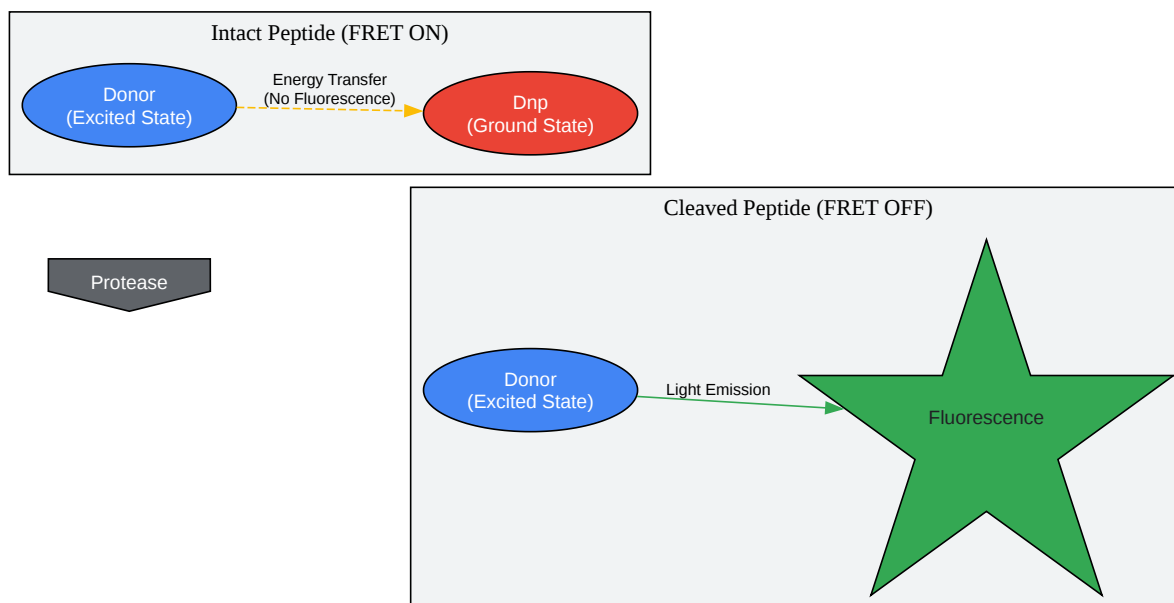 Intact Peptide (FRET ON)
Donor
(Excited State)
Energy Transfer
(No Fluorescence)
Dnp
(Ground State)
Cleaved Peptide (FRET OFF)
Protease
Donor
(Excited State)
Light Emission
Fluorescence